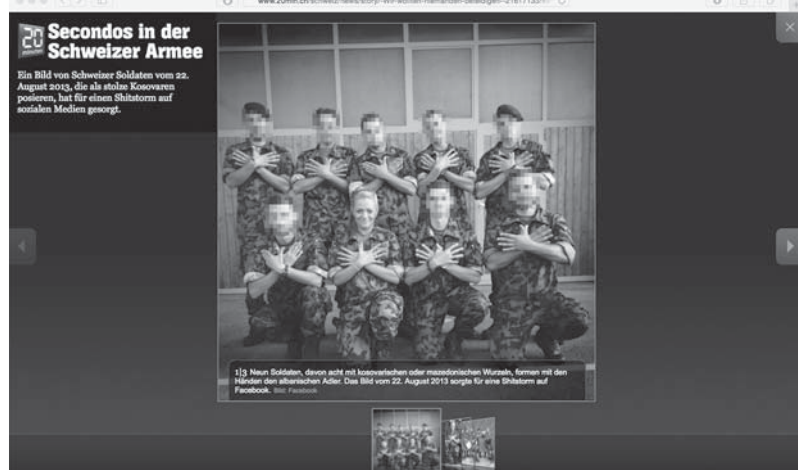 20
minuten
Secondos in der
Schweizer Armee
Ein Bild von Schweizer Soldaten vom 22.
August 2013, die als stolze Kosovaren
posieren, hat für einen Shitstorm auf
sozialen Medien gesorgt.
1|3 Neun Soldaten, davon acht mit kosovarischen oder mazedonischen Wurzeln, formen mit den
Händen den albanischen Adler. Das Bild vom 22. August 2013 sorgte für eine Shitstorm auf
Facebook. Bild: Facebook